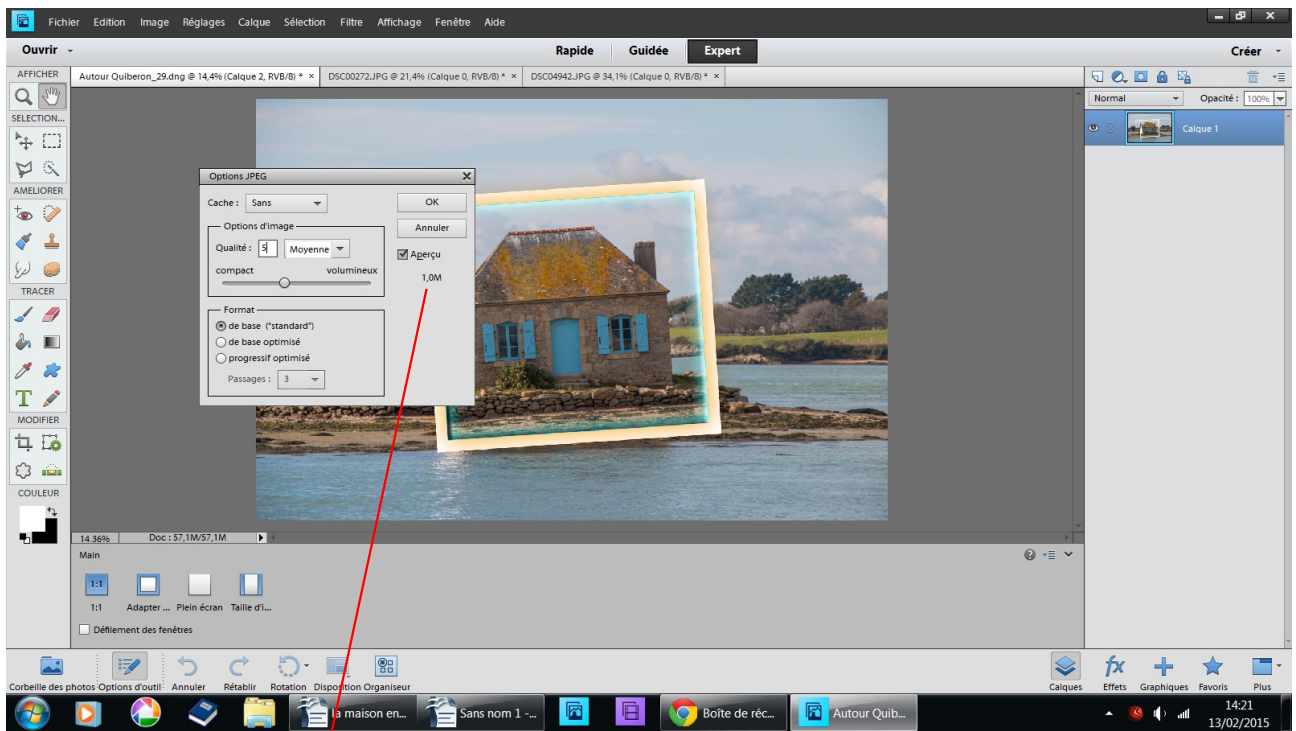 Fichier Edition Image Réglages Calque Sélection Filtre Affichage Fenêtre Aide
Ouvrir Rapide Guidée Expert Créer
AFFICHER
Autour Quiberon_29.dng @ 14,4% (Calque 2, RVB/8) * × DSC00272.JPG @ 21,4% (Calque 0, RVB/8) * × DSC04942.JPG @ 34,1% (Calque 0, RVB/8) * ×
Normal Opacité : 100%
Calque 1
SELECTION...
AMELIORER
TRACER
MODIFIER
COULEUR
Options JPEG
Cache : Sans OK
Options d'image Annuler
Qualité : 5 Moyenne Aperçu
compact volumineux 1,0M
Format
de base ("standard")
de base optimisé
progressif optimisé
Passages : 3
14.36% Doc : 57,1M/57,1M
Main
1:1
1:1 Adapter ... Plein écran Taille d'i...
Défilement des fenêtres
Corbeille des photos Options d'outil Annuler Rétablir Rotation Disposition Organiseur Calques Effets Graphiques Favoris Plus
la maison en... Sans nom 1 -... Boîte de réc... Autour Quib...
14:21
13/02/2015